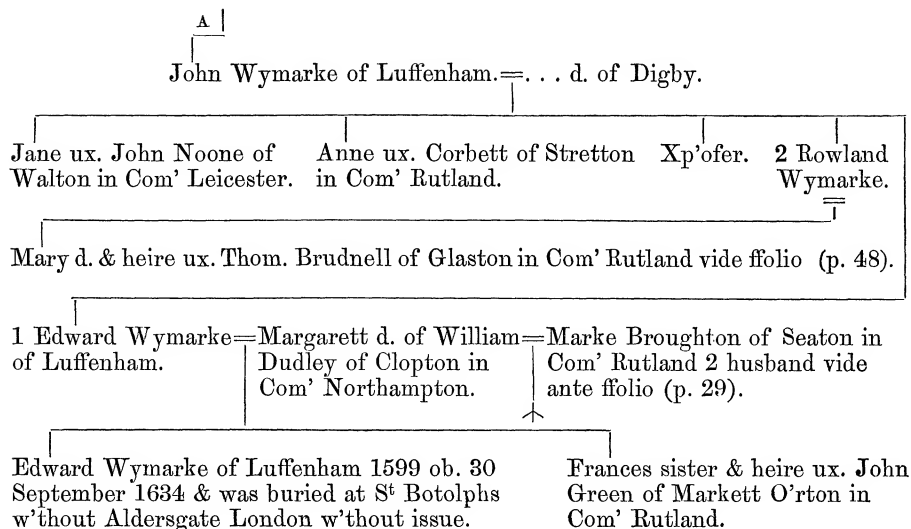 A
John Wymarke of Luffenham.=. . . d. of Digby.
Jane ux. John Noone of
Walton in Com' Leicester.
Anne ux. Corbett of Stretton
in Com' Rutland.
Xp'ofer.
2 Rowland
Wymarke.
=
Mary d. & heire ux. Thom. Brudnell of Glaston in Com' Rutland vide ffolio (p. 48).
1 Edward Wymarke=
of Luffenham.
Margarett d. of William=
Dudley of Clopton in
Com' Northampton.
Marke Broughton of Seaton in
Com' Rutland 2 husband vide
ante ffolio (p. 29).
Edward Wymarke of Luffenham 1599 ob. 30
September 1634 & was buried at Sᵗ Botolphs
w'thout Aldersgate London w'thout issue.
Frances sister & heire ux. John
Green of Markett O'rton in
Com' Rutland.